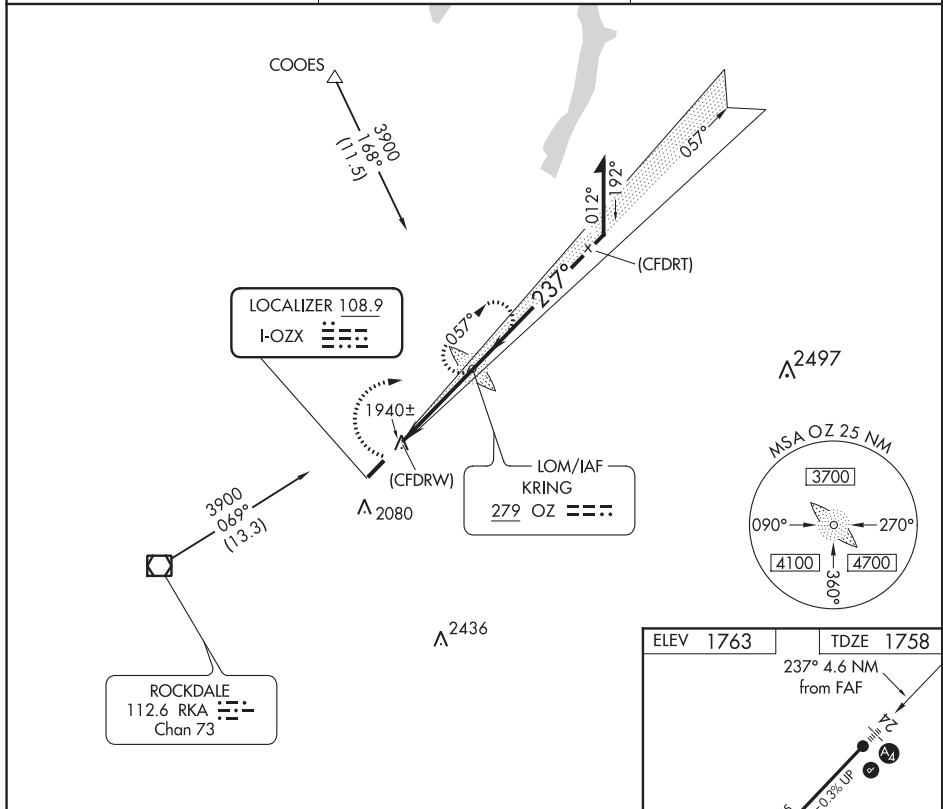 COOES
3900
168°
(11.5)
057°
012°
192°
(CFDRT)
237°
LOCALIZER 108.9
I-OZX
057°
2497
1940±
(CFDRW)
LOM/IAF
KRING
279 OZ
MSA OZ 25 NM
3700
090°
270°
4100
4700
360°
3900
069°
(13.3)
2080
2436
ROCKDALE
112.6 RKA
Chan 73
ELEV 1763
TDZE 1758
237° 4.6 NM
from FAF
24
A4
P
0.3% UP